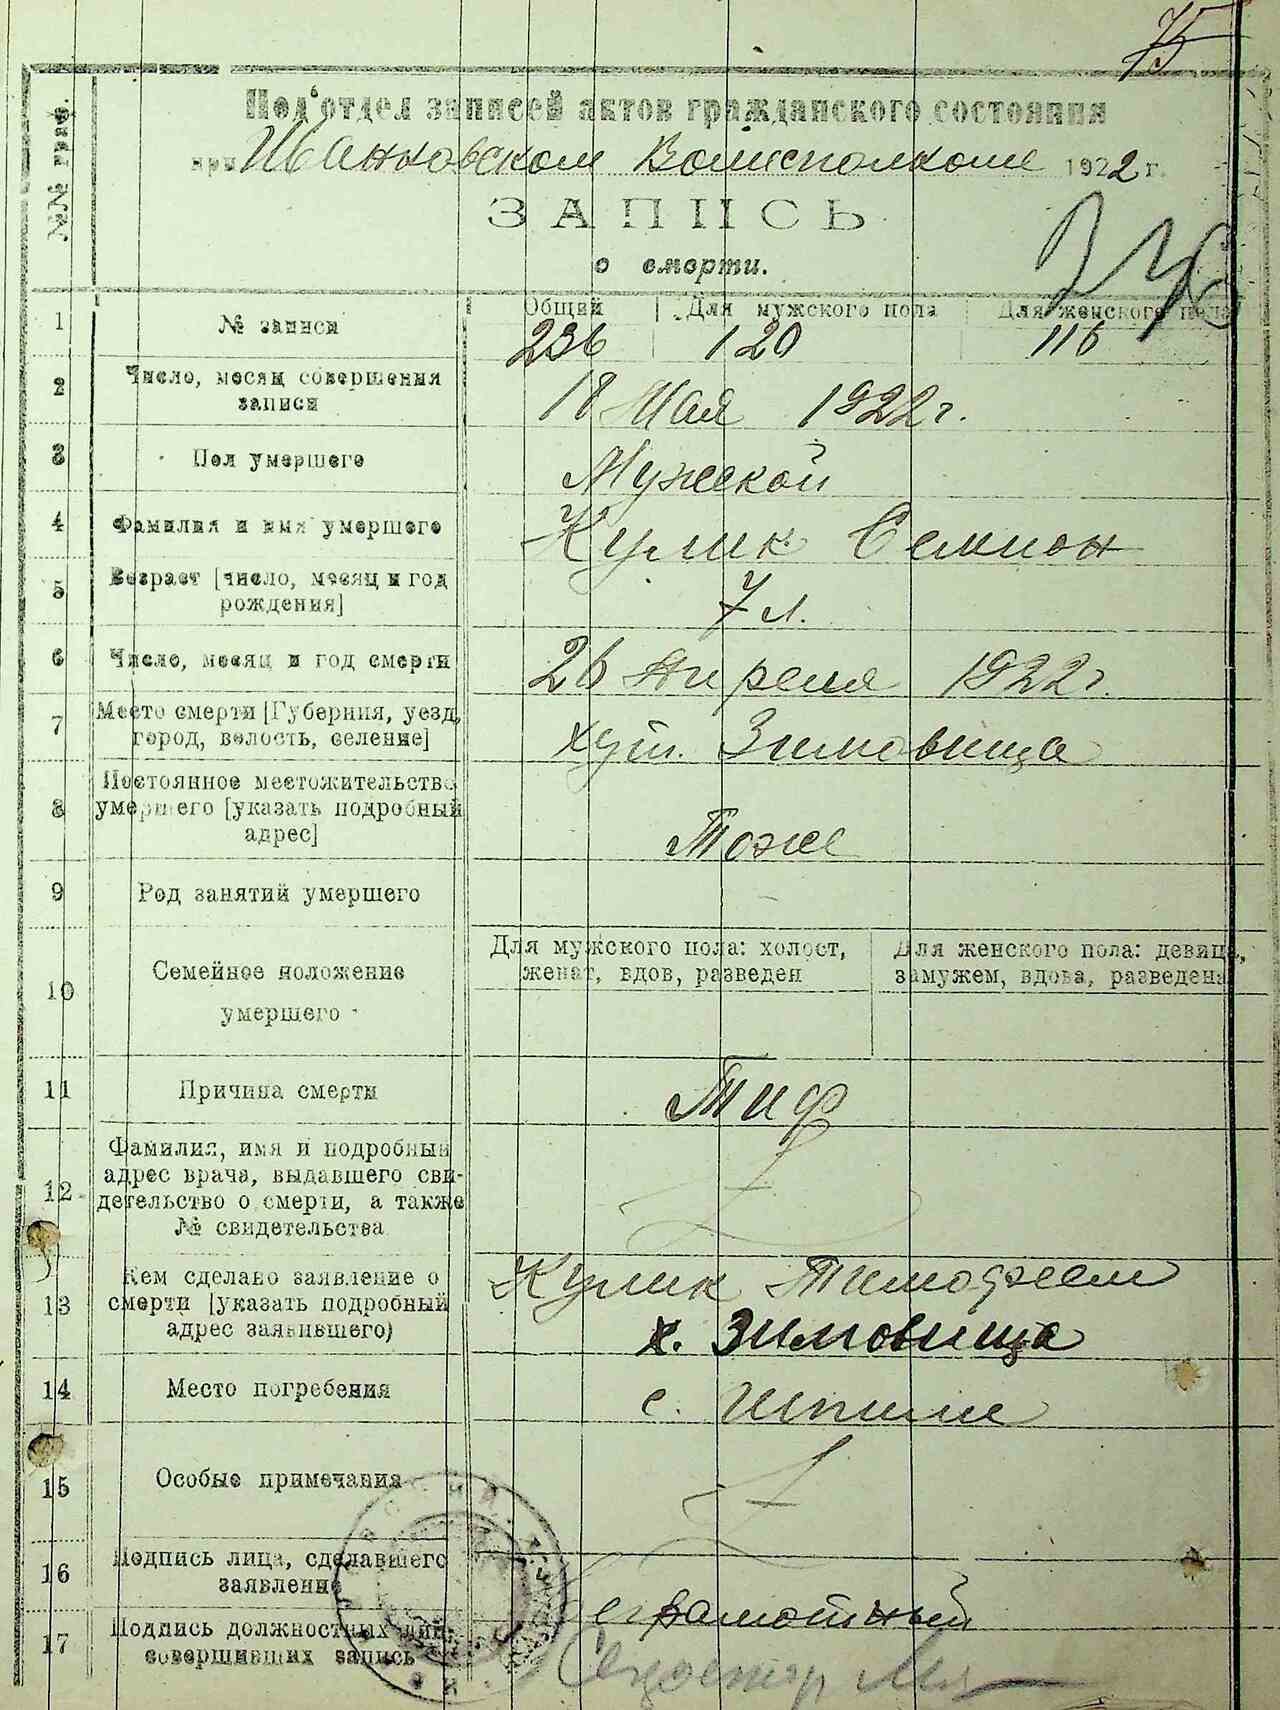 75
№№ граф.
Под'отдел записей актов гражданского состояния
при Иванковском Волисполкоме 1922 г.
ЗАПИСЬ
о смерти.
236
1 № записи Общий Для мужского пола Для женского пола
236 120 116
2 Число, месяц совершения записи
18 Мая 1922 г.
3 Пол умершего
Мужской
4 Фамилия и имя умершего
Кулик Семион
5 Возраст [число, месяц и год рождения]
7 л.
6 Число, месяц и год смерти
26 Апреля 1922 г.
7 Место смерти [Губерния, уезд, город, волость, селение]
хут. Зимовища
8 Постоянное местожительство умершего [указать подробный адрес]
Тоже
9 Род занятий умершего
10 Семейное положение умершего
Для мужского пола: холост, женат, вдов, разведен
Для женского пола: девица, замужем, вдова, разведена
11 Причина смерти
Тиф
12 Фамилия, имя и подробный адрес врача, выдавшего свидетельство о смерти, а также № свидетельства
13 Кем сделано заявление о смерти [указать подробный адрес заявившего)
Кулик Тимофеем
х. Зимовища
14 Место погребения
с. Шпили
15 Особые примечания
16 Подпись лица, сделавшего заявление
Неграмотный
17 Подпись должностных лиц, совершивших запись